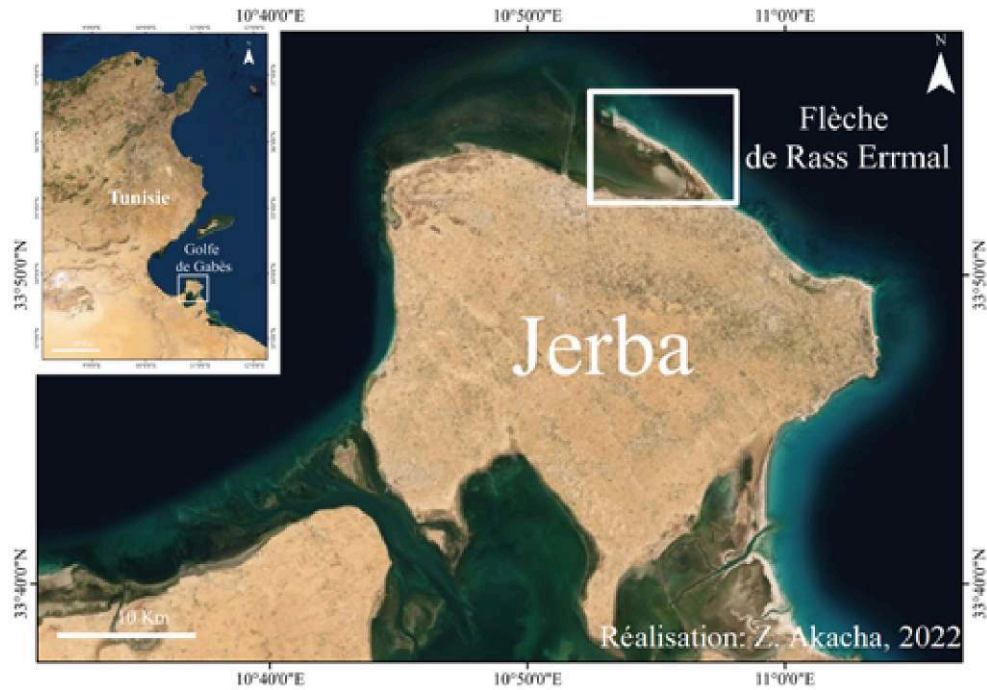 10°40'0"E 10°50'0"E 11°0'0"E
N
N
Tunisie
Golfe
de Gabès
Flèche
de Rass Errmal
Jerba
33°50'0"N 33°50'0"N
33°40'0"N 33°40'0"N
10 Km
Réalisation: Z. Akacha, 2022
10°40'0"E 10°50'0"E 11°0'0"E